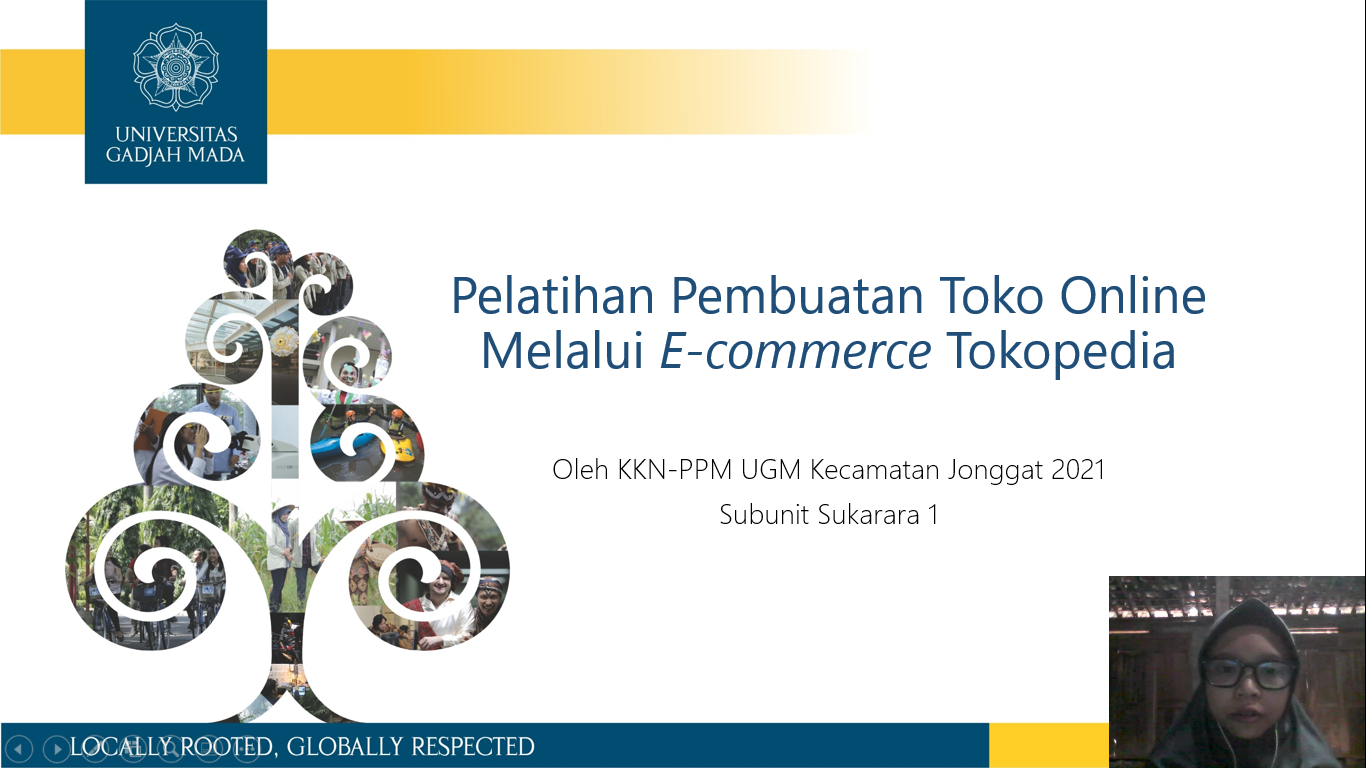 UNIVERSITAS
GADJAH MADA
Pelatihan Pembuatan Toko Online
Melalui E-commerce Tokopedia
Oleh KKN-PPM UGM Kecamatan Jonggat 2021
Subunit Sukarara 1
LOCALLY ROOTED, GLOBALLY RESPECTED